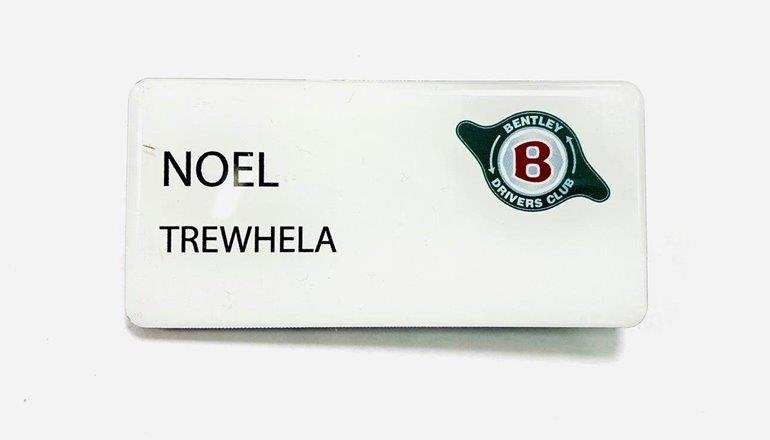 NOEL
TREWHELA
BENTLEY
B
DRIVERS CLUB